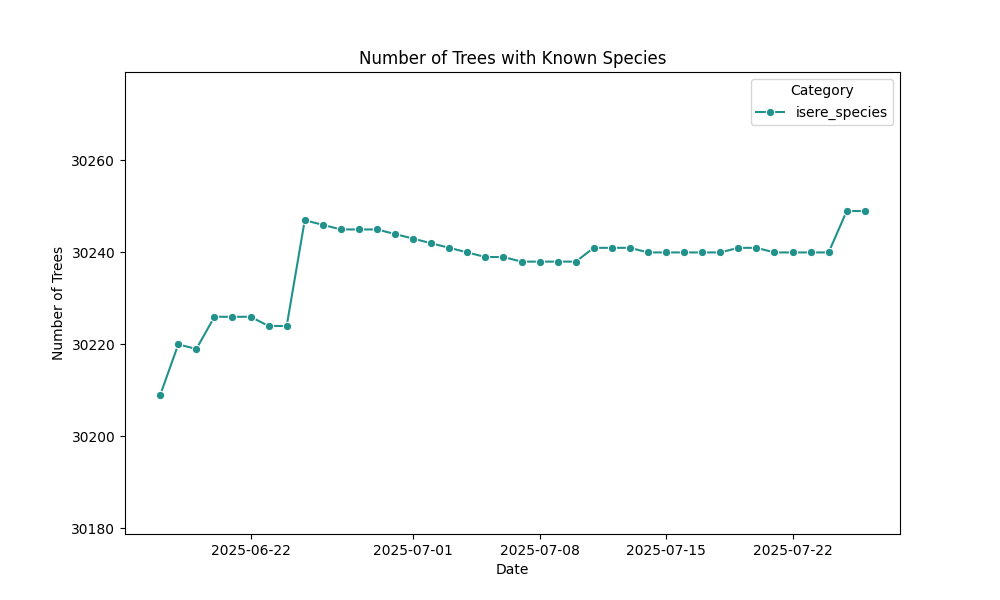 Number of Trees with Known Species
Category
isere_species
30260
30240
30220
30200
30180
Number of Trees
2025-06-22
2025-07-01
2025-07-08
2025-07-15
2025-07-22
Date